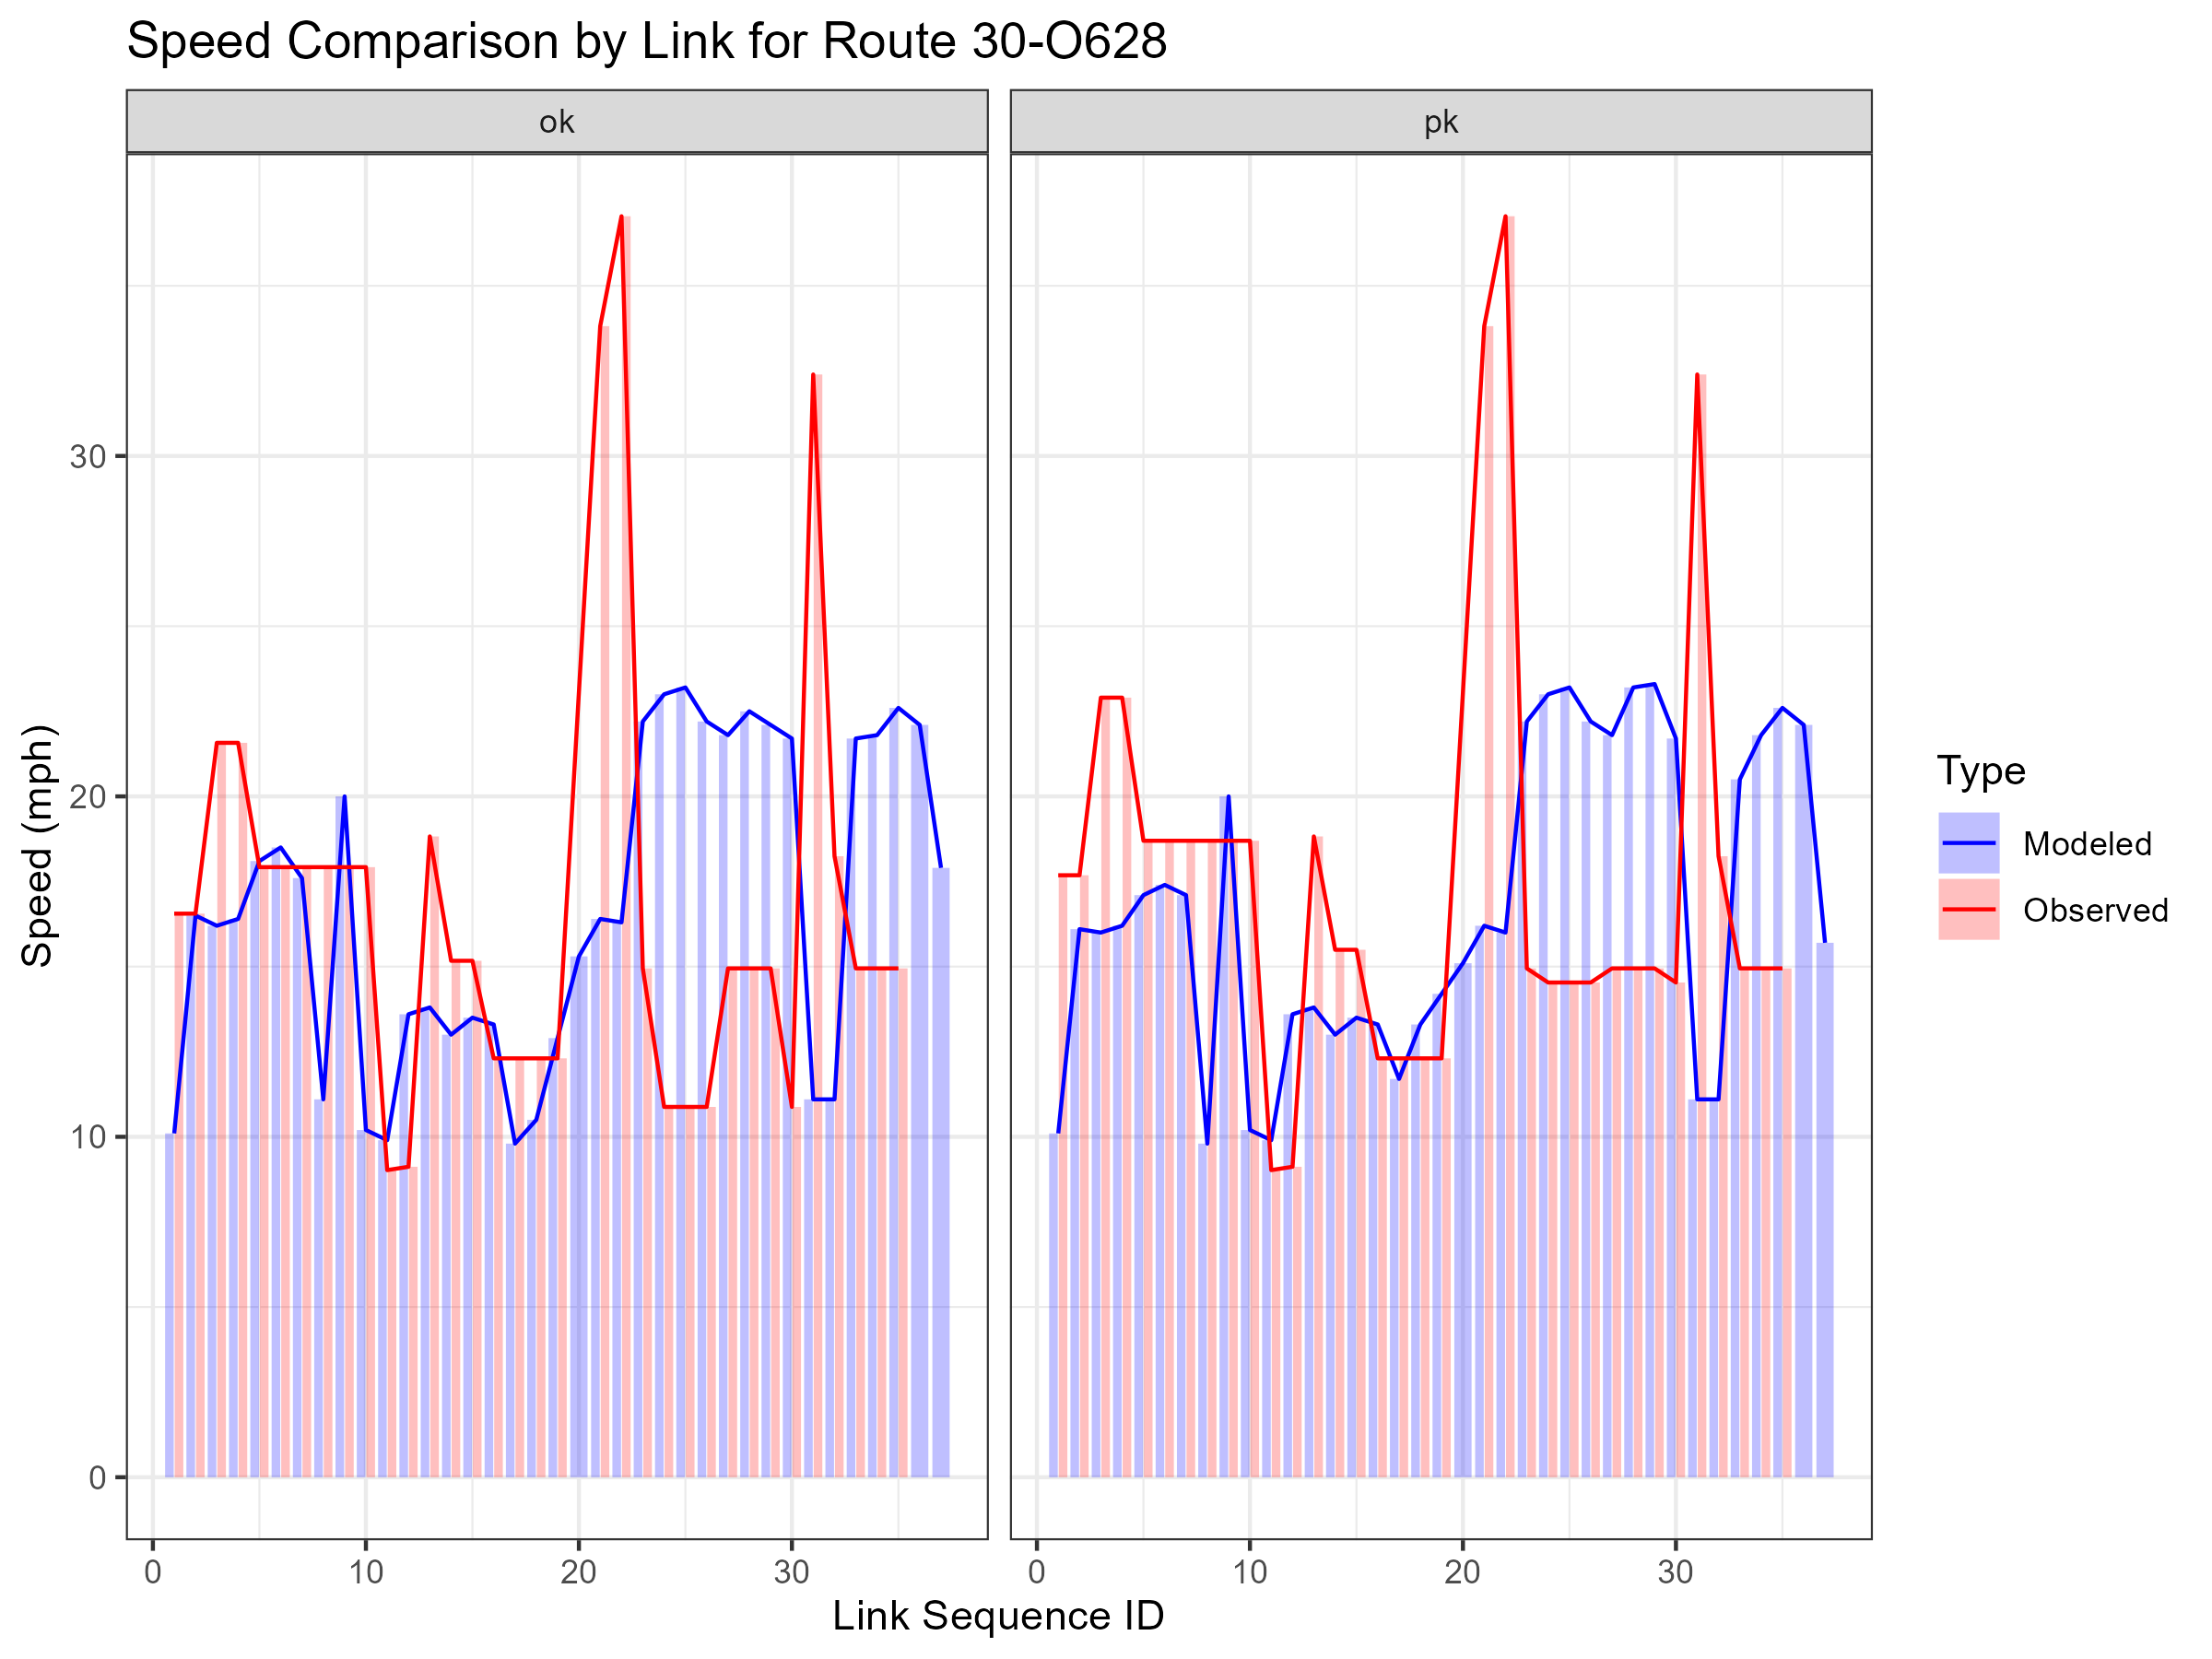 Speed Comparison by Link for Route 30-O628
ok
pk
30
20
10
0
Speed (mph)
0 10 20 30
0 10 20 30
Link Sequence ID
Type
Modeled
Observed